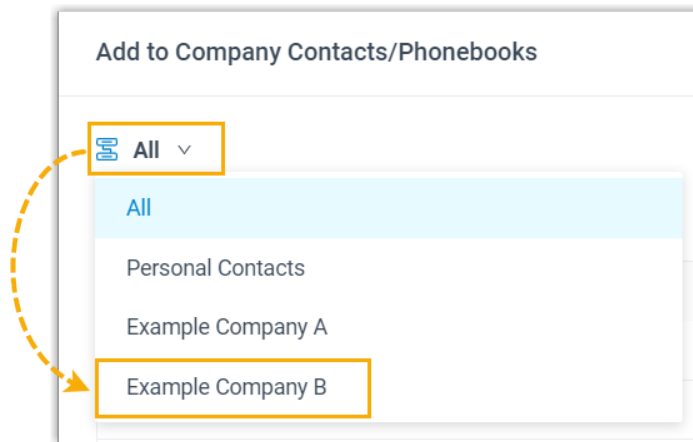 Add to Company Contacts/Phonebooks
All
All
Personal Contacts
Example Company A
Example Company B